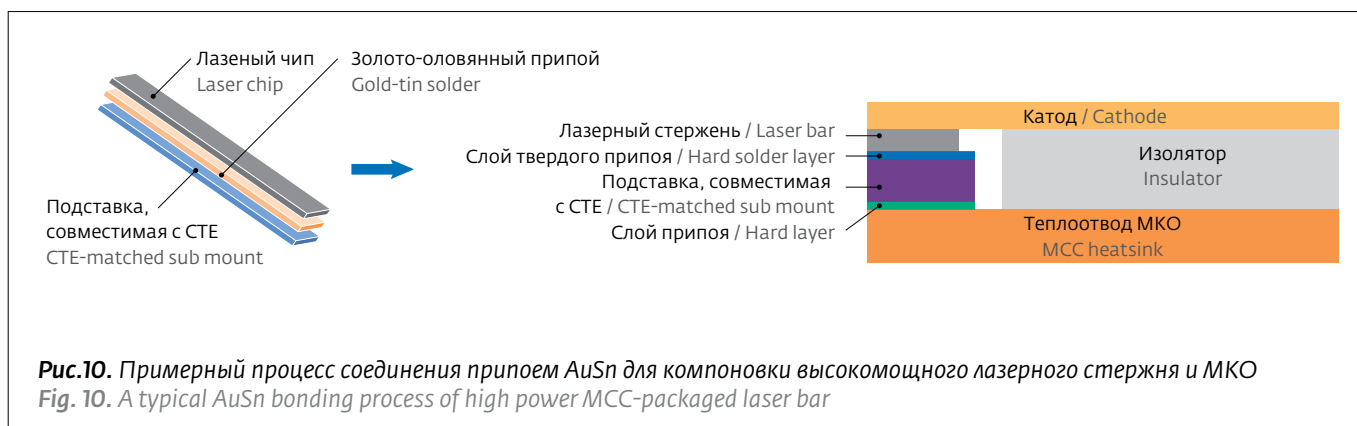 Лазеный чип
Laser chip
Золото-оловянный припой
Gold-tin solder
Подставка,
совместимая с CTE
CTE-matched sub mount
Лазерный стержень / Laser bar
Слой твердого припоя / Hard solder layer
Подставка, совместимая
с CTE / CTE-matched sub mount
Слой припоя / Hard layer
Катод / Cathode
Изолятор
Insulator
Теплоотвод МКО
MCC heatsink
Рис.10. Примерный процесс соединения припоем AuSn для компоновки высокомощного лазерного стержня и МКО
Fig. 10. A typical AuSn bonding process of high power MCC-packaged laser bar